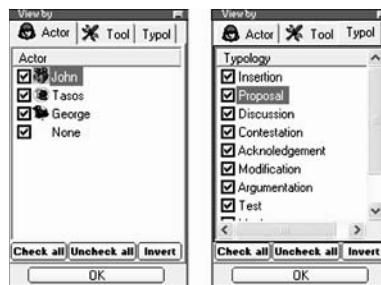 View by
Actor Tool Typol
Actor
John
Tasos
George
None
Check all Uncheck all Invert
OK
View by
Actor Tool Typol
Typology
Insertion
Proposal
Discussion
Contestation
Acknoledgement
Modification
Argumentation
Test
Check all Uncheck all Invert
OK